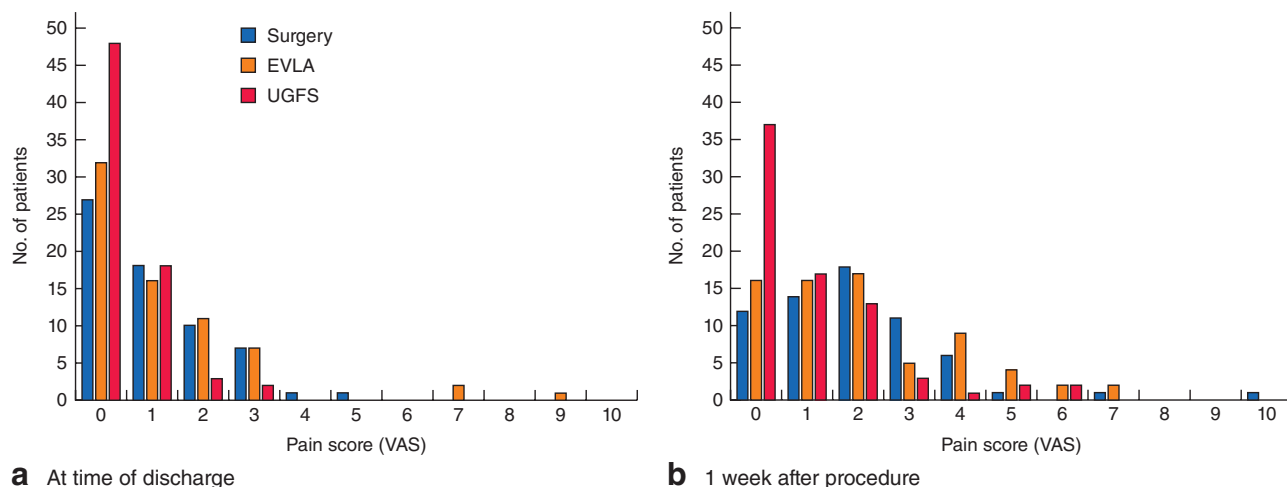 50
45
40
35
30
25
20
15
10
5
0
No. of patients
Surgery
EVLA
UGFS
0 1 2 3 4 5 6 7 8 9 10
Pain score (VAS)
a At time of discharge
50
45
40
35
30
25
20
15
10
5
0
No. of patients
0 1 2 3 4 5 6 7 8 9 10
Pain score (VAS)
b 1 week after procedure